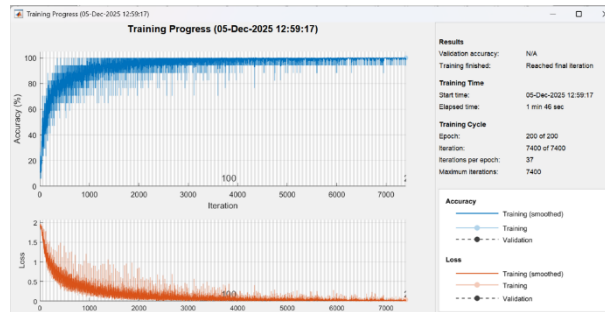 Training Progress (05-Dec-2025 12:59:17)
Training Progress (05-Dec-2025 12:59:17)
100
80
60
40
20
0
Accuracy (%)
100
0 1000 2000 3000 4000 5000 6000 7000
Iteration
2
1.5
1
0.5
0
Loss
100
0 1000 2000 3000 4000 5000 6000 7000
Results
Validation accuracy: N/A
Training finished: Reached final iteration
Training Time
Start time: 05-Dec-2025 12:59:17
Elapsed time: 1 min 46 sec
Training Cycle
Epoch: 200 of 200
Iteration: 7400 of 7400
Iterations per epoch: 37
Maximum iterations: 7400
Accuracy
Training (smoothed)
Training
Validation
Loss
Training (smoothed)
Training
Validation